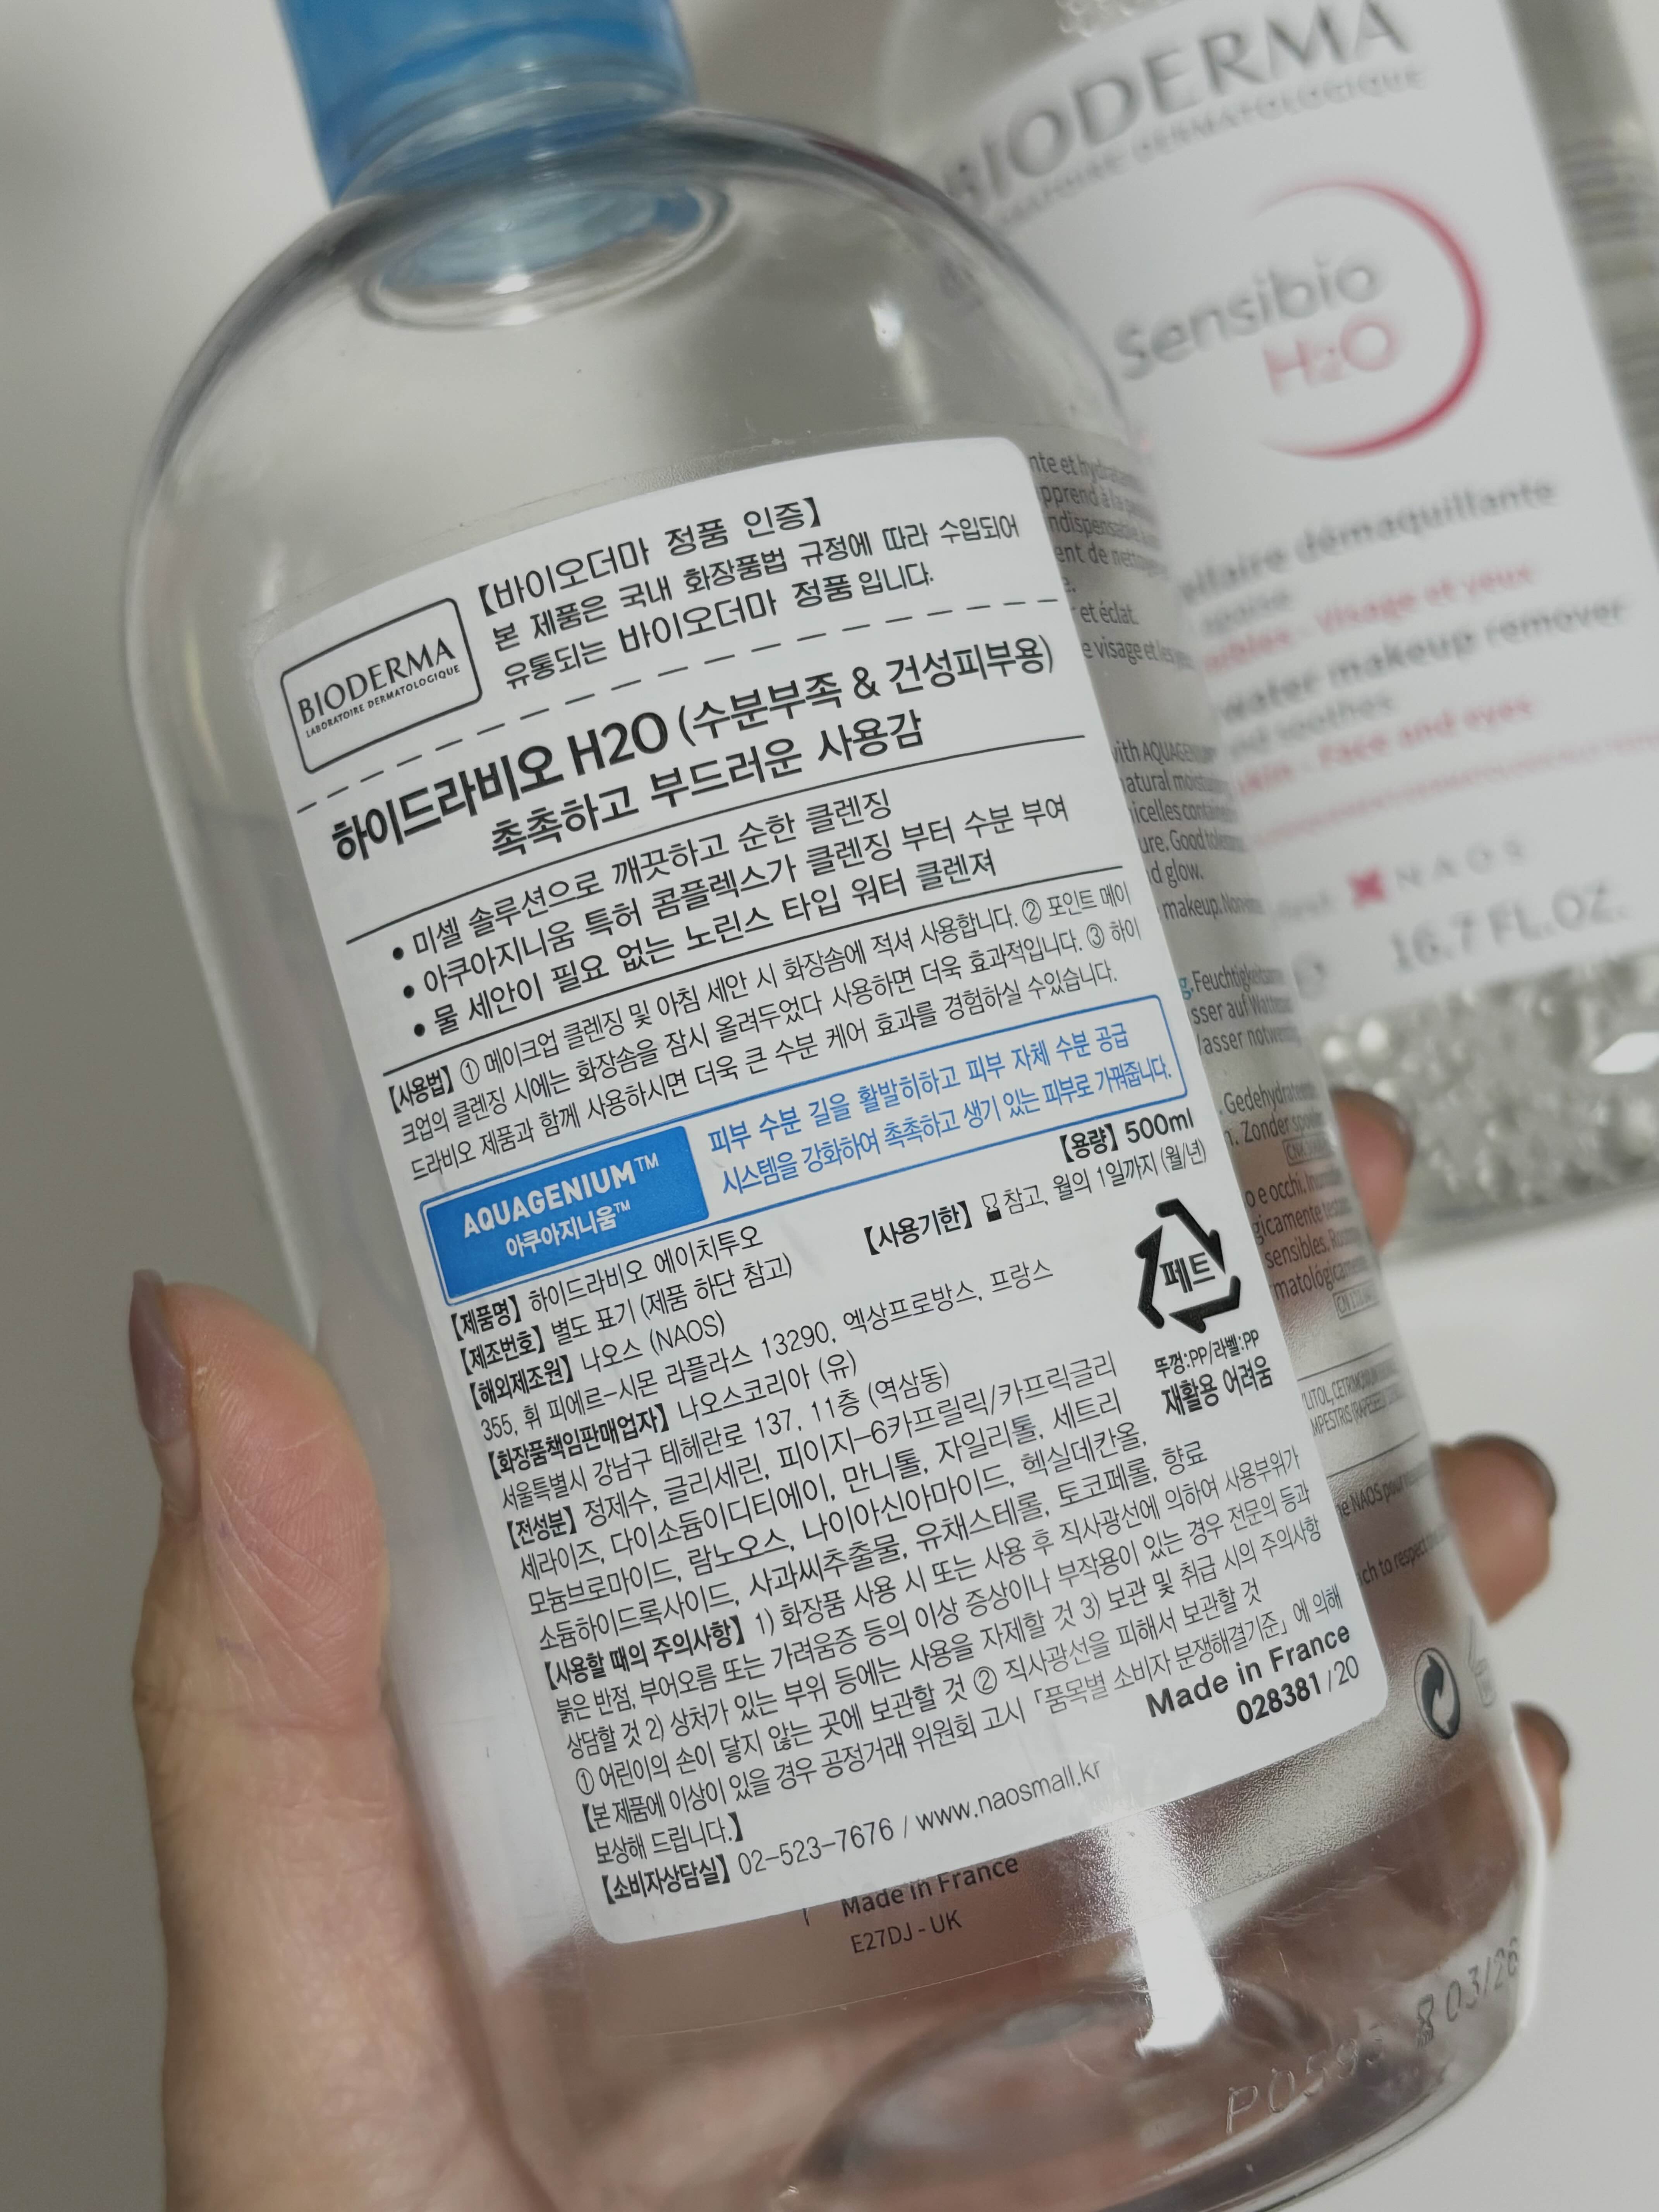 BIODERMA
LABORATOIRE DERMATOLOGIQUE
【바이오더마 정품 인증】
본 제품은 국내 화장품법 규정에 따라 수입되어
유통되는 바이오더마 정품 입니다.
하이드라비오 H2O (수분부족 & 건성피부용)
촉촉하고 부드러운 사용감
• 미셀 솔루션으로 깨끗하고 순한 클렌징
• 아쿠아지니움 특허 콤플렉스가 클렌징 부터 수분 부여
• 물 세안이 필요 없는 노린스 타입 워터 클렌져
【사용법】 ① 메이크업 클렌징 및 아침 세안 시 화장솜에 적셔 사용합니다. ② 포인트 메이
크업의 클렌징 시에는 화장솜을 잠시 올려두었다 사용하면 더욱 효과적입니다. ③ 하이
드라비오 제품과 함께 사용하시면 더욱 큰 수분 케어 효과를 경험하실 수있습니다.
AQUAGENIUM™
아쿠아지니움™
피부 수분 길을 활발히하고 피부 자체 수분 공급
시스템을 강화하여 촉촉하고 생기 있는 피부로 가꿔줍니다.
【용량】 500ml
【제품명】 하이드라비오 에이치투오
【사용기한】 참고, 월의 1일까지 (월/년)
【제조번호】 별도 표기 (제품 하단 참고)
【해외제조원】 나오스 (NAOS)
355, 휘 피에르-시몬 라플라스 13290, 엑상프로방스, 프랑스
【화장품책임판매업자】 나오스코리아 (유)
서울특별시 강남구 테헤란로 137, 11층 (역삼동)
페트
뚜껑:PP/라벨:PP
재활용 어려움
【전성분】 정제수, 글리세린, 피이지-6카프릴릭/카프릭글리
세라이즈, 다이소듐이디티에이, 만니톨, 자일리톨, 세트리
모늄브로마이드, 람노오스, 나이아신아마이드, 헥실데칸올,
소듐하이드록사이드, 사과씨추출물, 유채스테롤, 토코페롤, 향료
【사용할 때의 주의사항】 1) 화장품 사용 시 또는 사용 후 직사광선에 의하여 사용부위가
붉은 반점, 부어오름 또는 가려움증 등의 이상 증상이나 부작용이 있는 경우 전문의 등과
상담할 것 2) 상처가 있는 부위 등에는 사용을 자제할 것 3) 보관 및 취급 시의 주의사항
① 어린이의 손이 닿지 않는 곳에 보관할 것 ② 직사광선을 피해서 보관할 것
【본 제품에 이상이 있을 경우 공정거래 위원회 고시 「품목별 소비자 분쟁해결기준」에 의해
보상해 드립니다.】
Made in France
028381/20
【소비자상담실】 02-523-7676 / www.naosmall.kr
Made in France
E27DJ - UK
03/26
BIODERMA
DERMATOLOGIQUE
Sensibio
H2O
démaquillante
visage et yeux
water makeup remover
and soothes
skin - Face and eyes
NAOS
16.7 FL.OZ.
et éclat.
with AQUAGENIUM
natural
ure. Good
d glow.
makeup.
sser auf
Zonder
e occhi.
sensibles.
NAOS pour
to respect